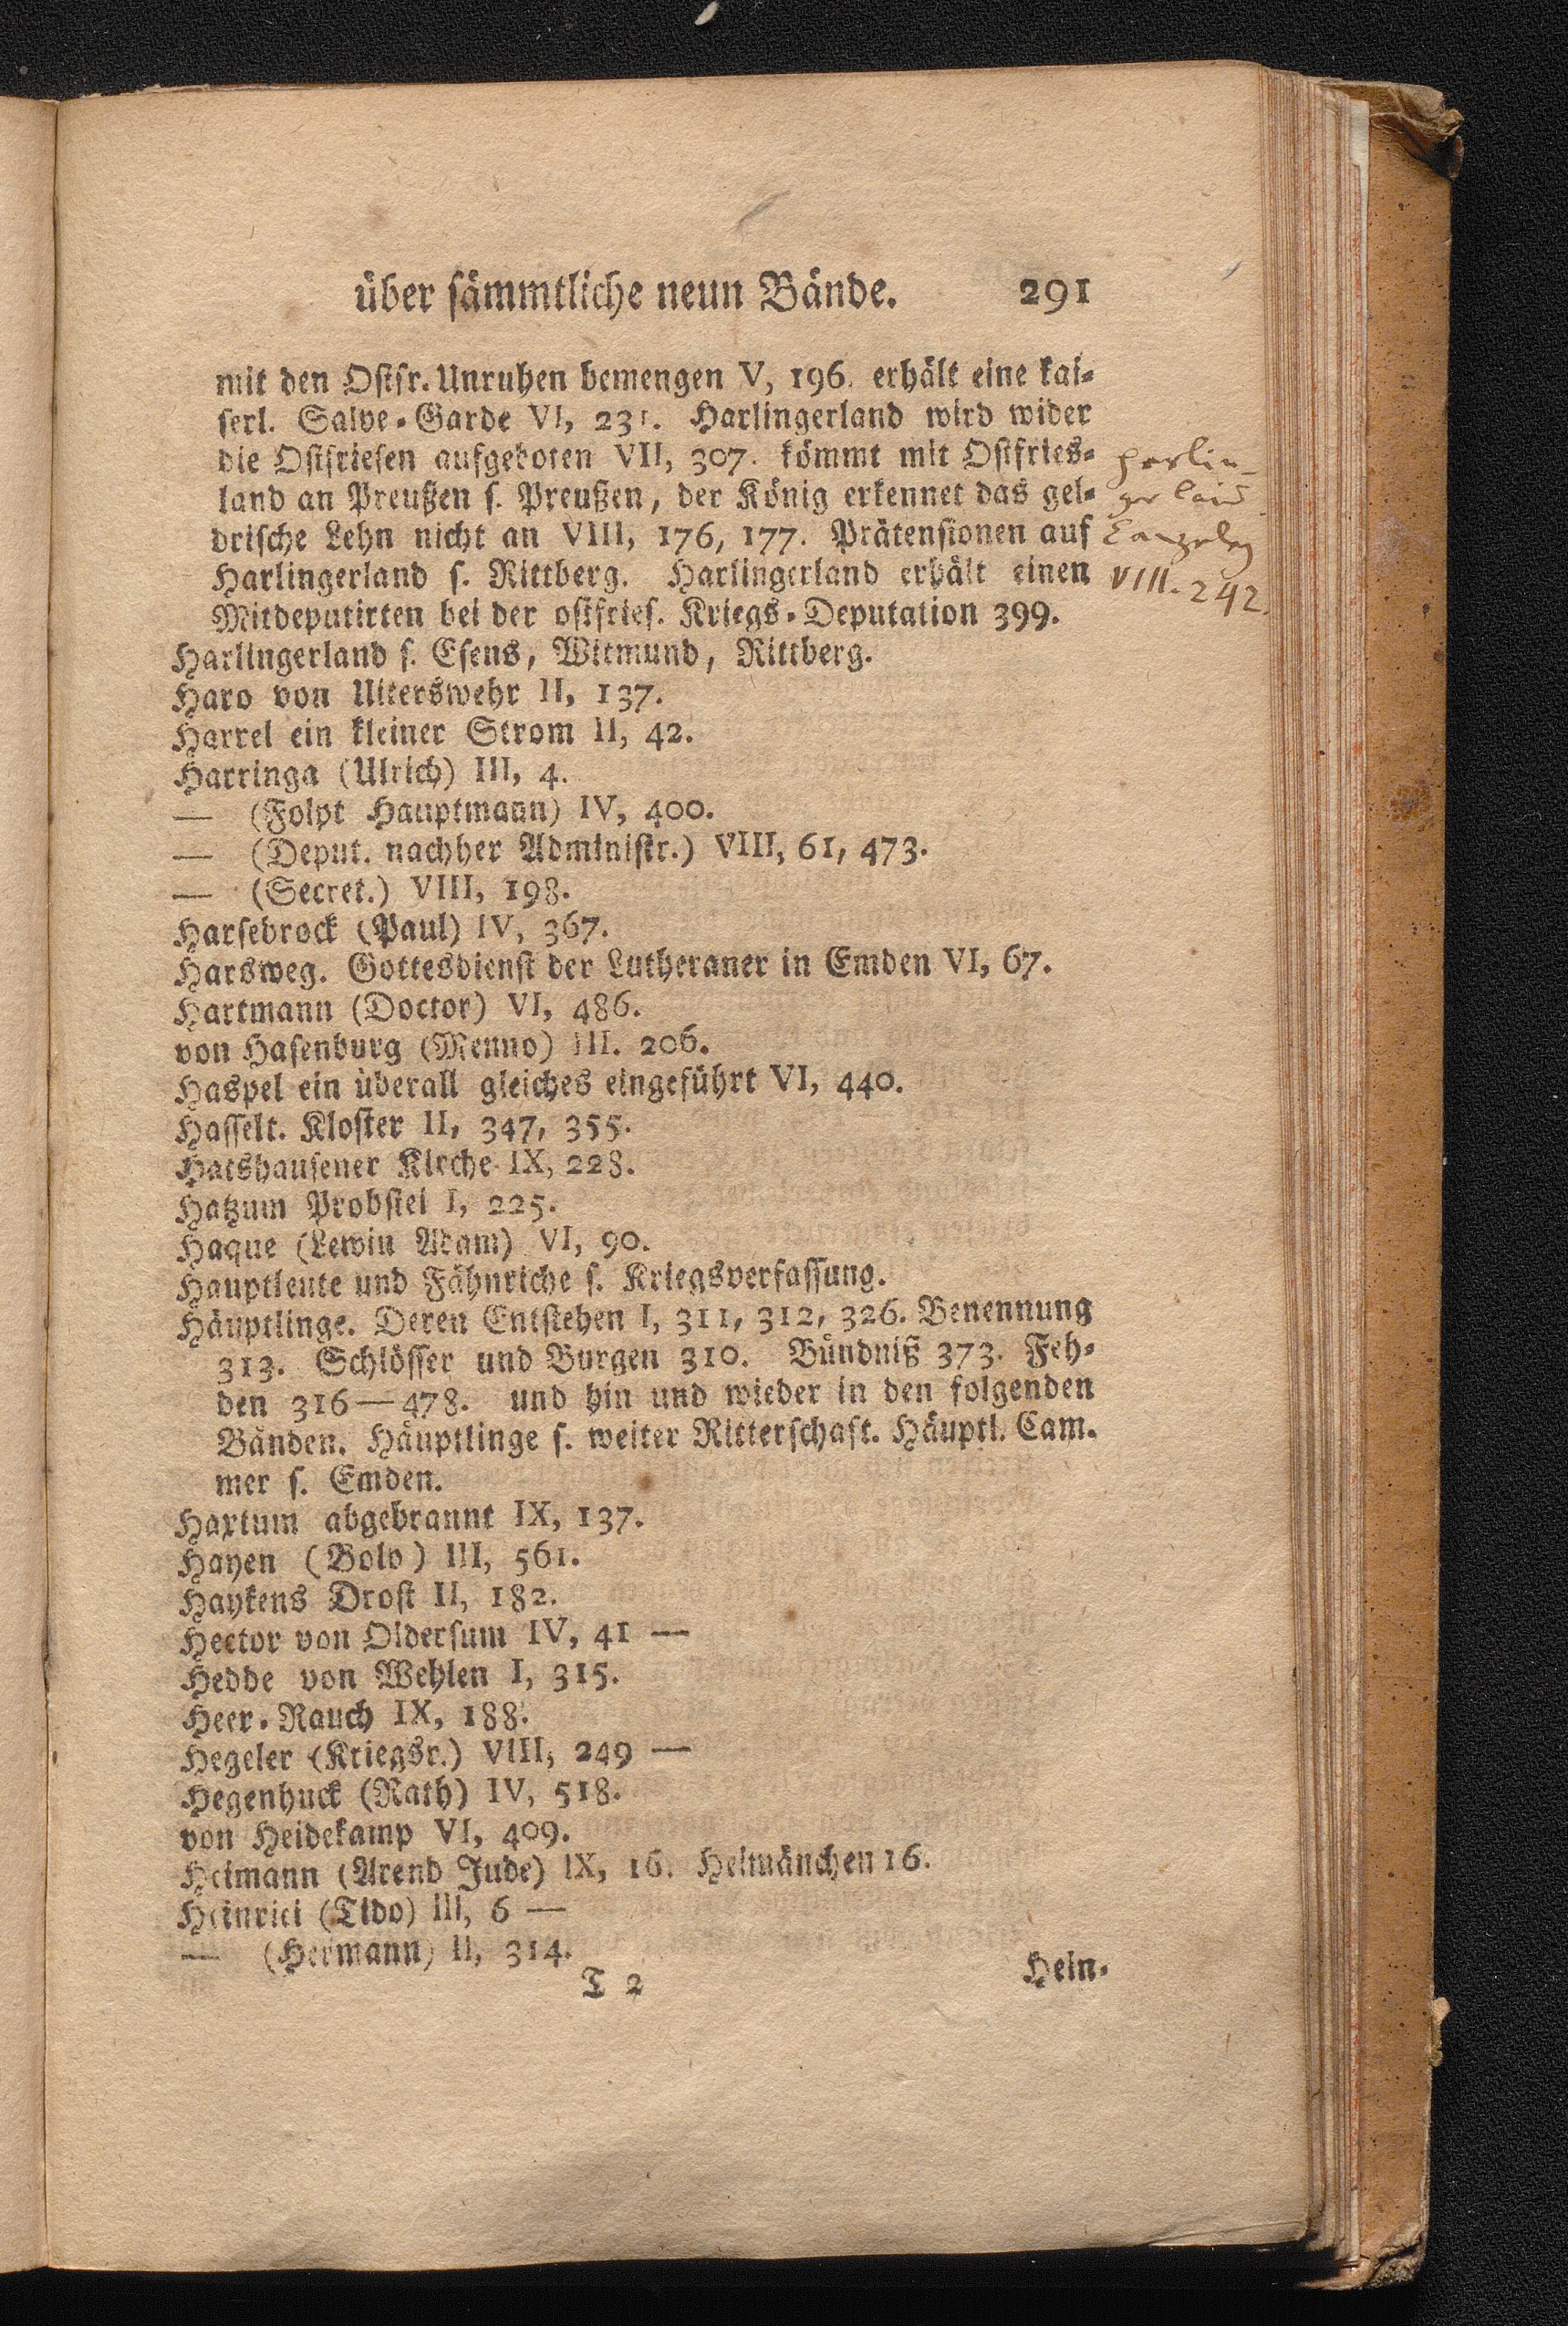 über sämmtliche neun Bände. 291
mit den Ostfr. Unruhen bemengen V, 196. erhält eine kai-
serl. Salve-Garde VI, 231. Harlingerland wird wider
die Ostfriesen aufgeboten VII, 307. kömmt mit Ostfries-
land an Preußen s. Preußen, der König erkennet das gel-
drische Lehn nicht an VIII, 176, 177. Prätensionen auf
Harlingerland s. Rittberg. Harlingerland erhält einen
Mitdeputirten bei der ostfries. Kriegs-Deputation 399.
Harlin-
ger land
Canzeley
VIII. 242.
Harlingerland s. Esens, Witmund, Rittberg.
Haro von Uiterswehr II, 137.
Harrel ein kleiner Strom II, 42.
Harringa (Ulrich) III, 4.
— (Folpt Hauptmann) IV, 400.
— (Deput. nachher Administr.) VIII, 61, 473.
— (Secret.) VIII, 198.
Harsebrock (Paul) IV, 367.
Harsweg. Gottesdienst der Lutheraner in Emden VI, 67.
Hartmann (Doctor) VI, 486.
von Hasenburg (Menno) III. 206.
Haspel ein überall gleiches eingeführt VI, 440.
Hasselt. Kloster II, 347, 355.
Hatshausener Kirche IX, 228.
Hatzum Probstei I, 225.
Haque (Lewin Adam) VI, 90.
Hauptleute und Fähnriche s. Kriegsverfassung.
Häuptlinge. Deren Entstehen I, 311, 312, 326. Benennung
313. Schlösser und Burgen 310. Bündniß 373. Feh-
den 316—478. und hin und wieder in den folgenden
Bänden. Häuptlinge s. weiter Ritterschaft. Häuptl. Cam-
mer s. Emden.
Haxtum abgebrannt IX, 137.
Hayen (Bolo) III, 561.
Haykens Drost II, 182.
Hector von Oldersum IV, 41 —
Hedde von Wehlen I, 315.
Heer-Rauch IX, 188.
Hegeler (Kriegsr.) VIII, 249 —
Hegenhuck (Rath) IV, 518.
von Heidekamp VI, 409.
Heimann (Arend Jude) IX, 16. Heimänchen 16.
Heinrici (Tido) III, 6 —
— (Hermann) II, 314.
T 2 Hein-